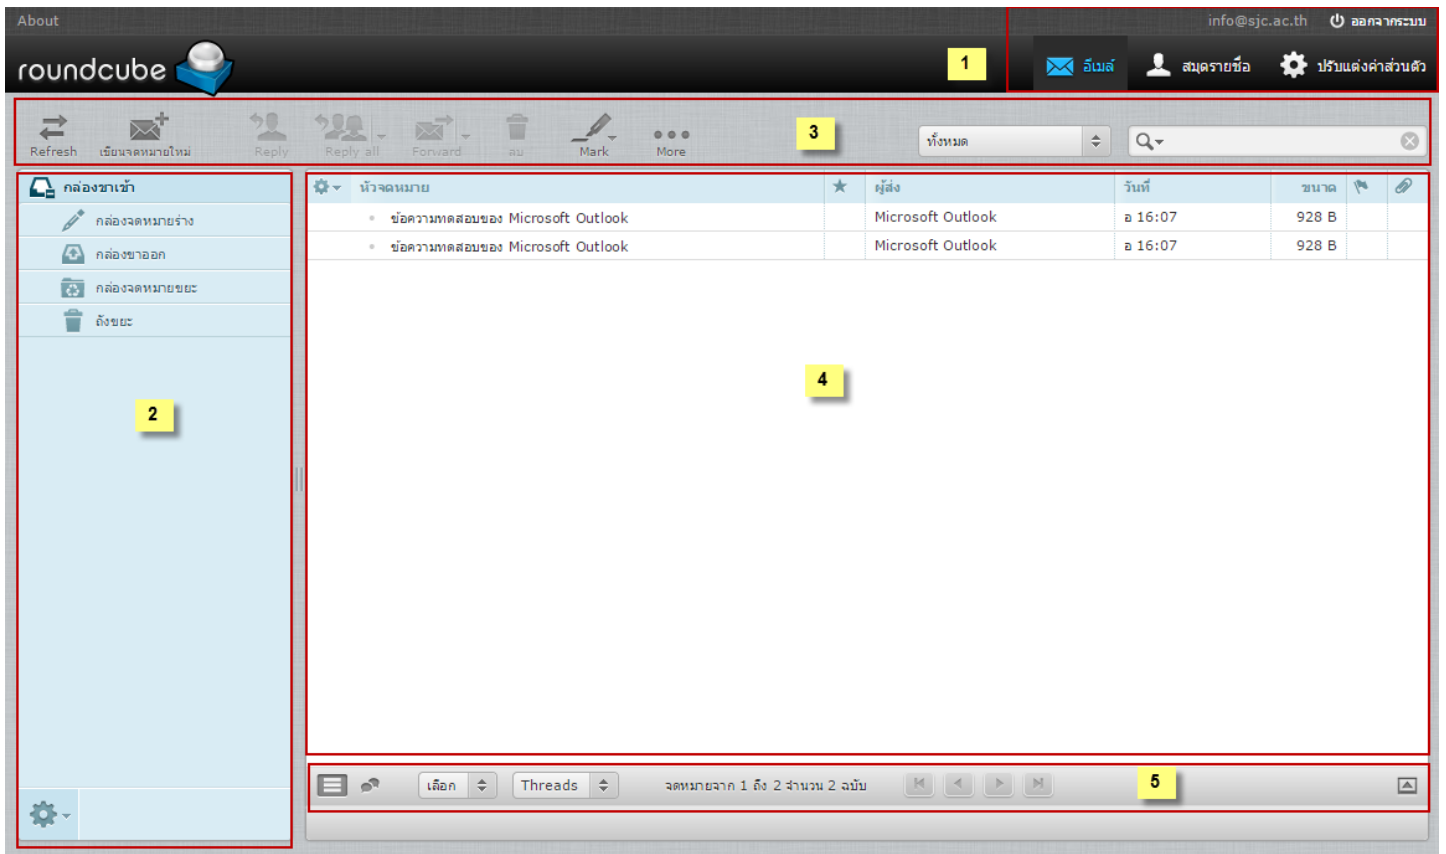 About
info@sjc.ac.th ออกจากระบบ
roundcube
1
อีเมล์ สมุดรายชื่อ ปรับแต่งค่าส่วนตัว
Refresh เขียนจดหมายใหม่ Reply Reply all Forward ลบ Mark More
3
ทั้งหมด
กล่องขาเข้า
กล่องจดหมายร่าง
กล่องขาออก
กล่องจดหมายขยะ
ถังขยะ
2
หัวจดหมาย ผู้ส่ง วันที่ ขนาด
ข้อความทดสอบของ Microsoft Outlook Microsoft Outlook อ 16:07 928 B
ข้อความทดสอบของ Microsoft Outlook Microsoft Outlook อ 16:07 928 B
4
เลือก Threads จดหมายจาก 1 ถึง 2 จำนวน 2 ฉบับ
5